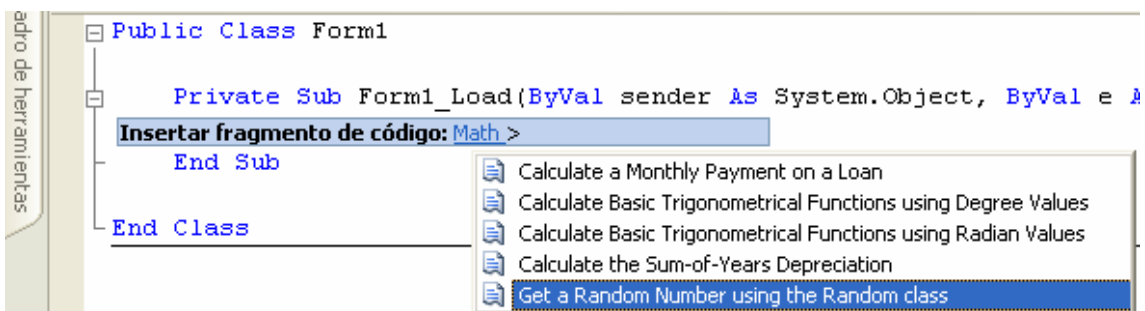 adro de herramientas
Public Class Form1
Private Sub Form1_Load(ByVal sender As System.Object, ByVal e A
Insertar fragmento de código: Math >
End Sub
End Class
Calculate a Monthly Payment on a Loan
Calculate Basic Trigonometrical Functions using Degree Values
Calculate Basic Trigonometrical Functions using Radian Values
Calculate the Sum-of-Years Depreciation
Get a Random Number using the Random class